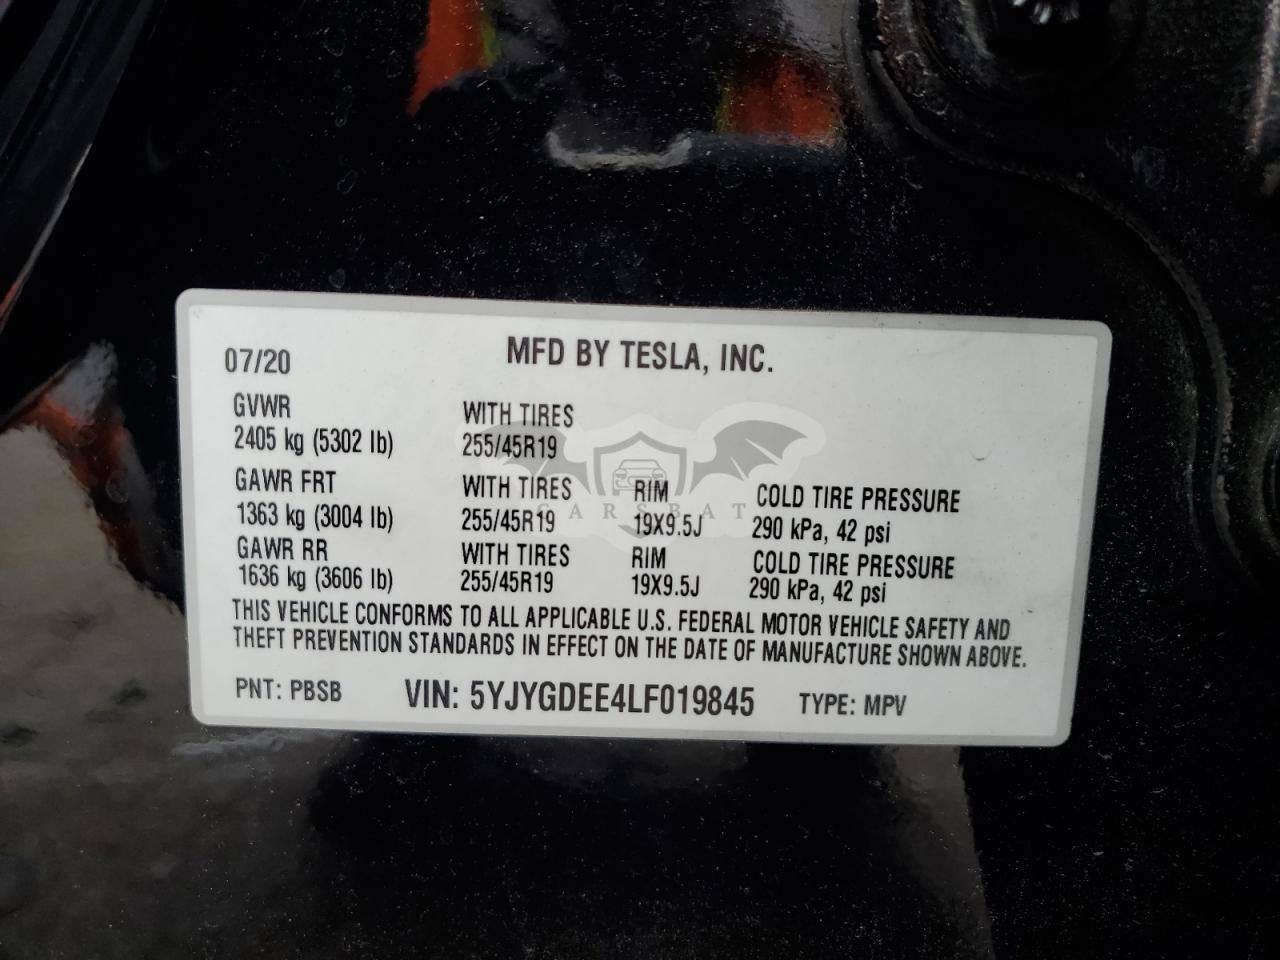 07/20 MFD BY TESLA, INC.
GVWR WITH TIRES
2405 kg (5302 lb) 255/45R19
GAWR FRT WITH TIRES RIM COLD TIRE PRESSURE
1363 kg (3004 lb) 255/45R19 19X9.5J 290 kPa, 42 psi
GAWR RR WITH TIRES RIM COLD TIRE PRESSURE
1636 kg (3606 lb) 255/45R19 19X9.5J 290 kPa, 42 psi
THIS VEHICLE CONFORMS TO ALL APPLICABLE U.S. FEDERAL MOTOR VEHICLE SAFETY AND
THEFT PREVENTION STANDARDS IN EFFECT ON THE DATE OF MANUFACTURE SHOWN ABOVE.
PNT: PBSB VIN: 5YJYGDEE4LF019845 TYPE: MPV
CARSBAT